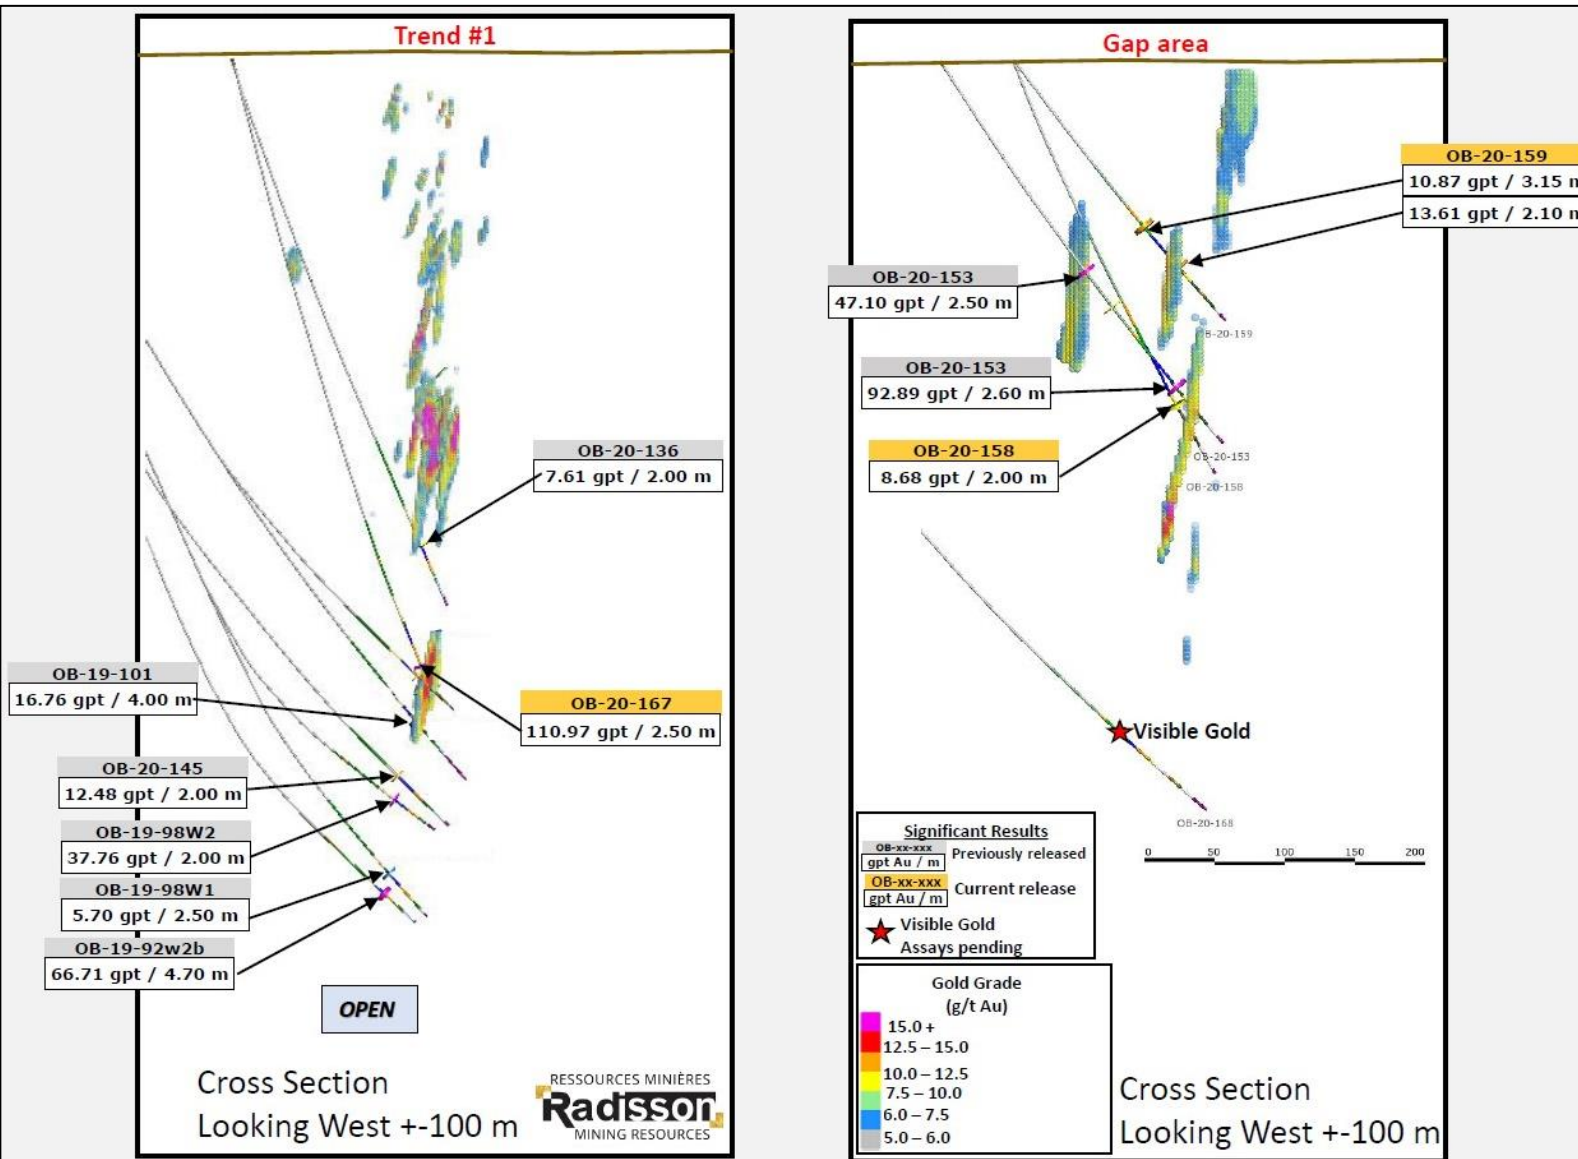 Trend #1
OB-20-136
7.61 gpt / 2.00 m
OB-19-101
16.76 gpt / 4.00 m
OB-20-167
110.97 gpt / 2.50 m
OB-20-145
12.48 gpt / 2.00 m
OB-19-98W2
37.76 gpt / 2.00 m
OB-19-98W1
5.70 gpt / 2.50 m
OB-19-92w2b
66.71 gpt / 4.70 m
OPEN
Cross Section
Looking West +-100 m
RESSOURCES MINIÈRES
Radisson
MINING RESOURCES
Gap area
OB-20-159
10.87 gpt / 3.15 m
13.61 gpt / 2.10 m
OB-20-153
47.10 gpt / 2.50 m
OB-20-159
OB-20-153
92.89 gpt / 2.60 m
OB-20-158
8.68 gpt / 2.00 m
OB-20-153
OB-20-158
Visible Gold
OB-20-168
0 50 100 150 200
Significant Results
OB-xx-xxx
gpt Au / m
Previously released
OB-xx-xxx
gpt Au / m
Current release
Visible Gold
Assays pending
Gold Grade
(g/t Au)
15.0 +
12.5 – 15.0
10.0 – 12.5
7.5 – 10.0
6.0 – 7.5
5.0 – 6.0
Cross Section
Looking West +-100 m